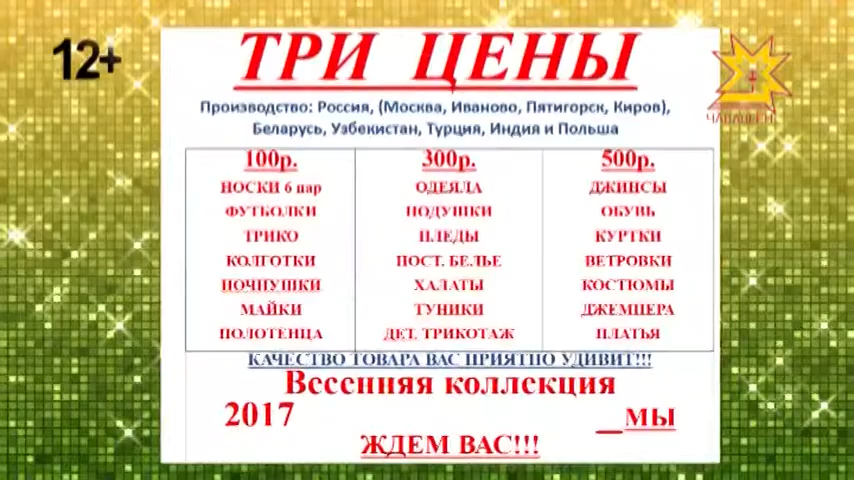 12+
ТРИ ЦЕНЫ
Производство: Россия, (Москва, Иваново, Пятигорск, Киров),
Беларусь, Узбекистан, Турция, Индия и Польша
100р. 300р. 500р.
НОСКИ 6 пар ОДЕЯЛА ДЖИНСЫ
ФУТБОЛКИ ПОДУШКИ ОБУВЬ
ТРИКО ПЛЕДЫ КУРТКИ
КОЛГОТКИ ПОСТ. БЕЛЬЕ ВЕТРОВКИ
НОЧНУШКИ ХАЛАТЫ КОСТЮМЫ
МАЙКИ ТУНИКИ ДЖЕМПЕРА
ПОЛОТЕНЦА ДЕТ. ТРИКОТАЖ ПЛАТЬЯ
КАЧЕСТВО ТОВАРА ВАС ПРИЯТНО УДИВИТ!!!
Весенняя коллекция
2017 __МЫ
ЖДЕМ ВАС!!!